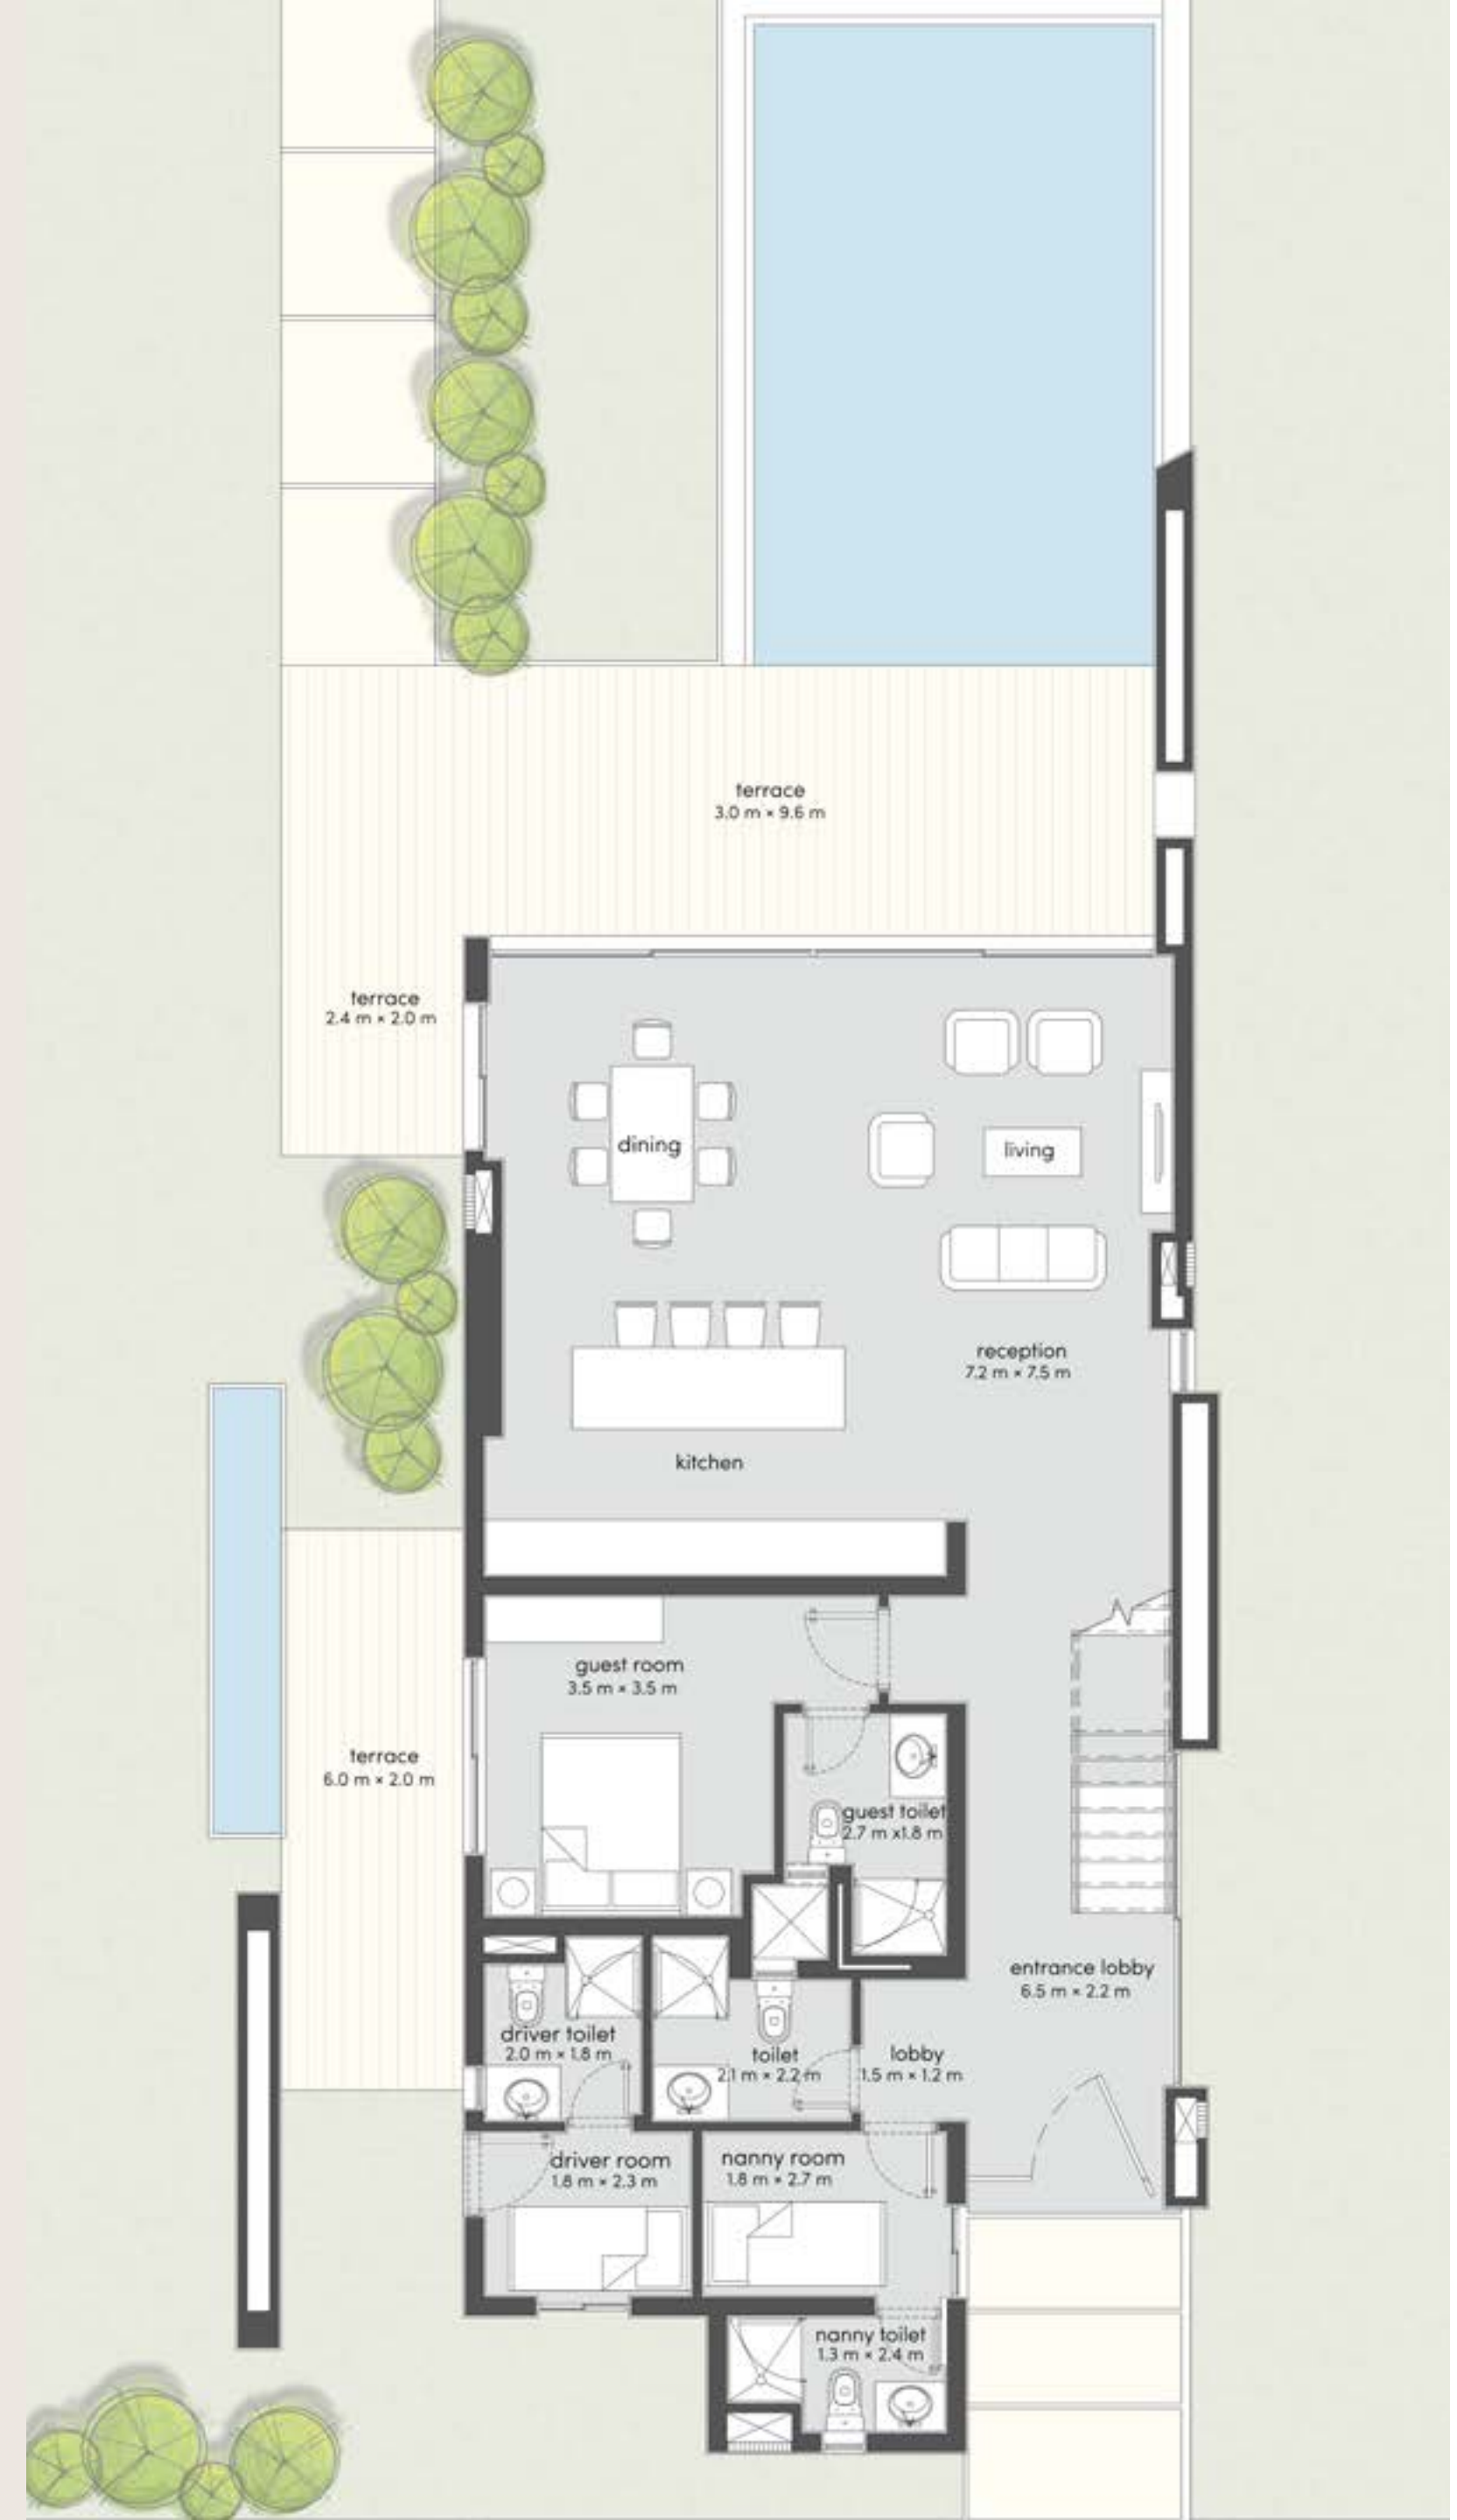 terrace
3.0 m × 9.6 m
terrace
2.4 m × 2.0 m
dining
living
reception
7.2 m × 7.5 m
kitchen
guest room
3.5 m × 3.5 m
terrace
6.0 m × 2.0 m
guest toilet
2.7 m x1.8 m
entrance lobby
6.5 m × 2.2 m
driver toilet
2.0 m × 1.8 m
toilet
2.1 m × 2.2 m
lobby
1.5 m × 1.2 m
driver room
1.8 m × 2.3 m
nanny room
1.8 m × 2.7 m
nanny toilet
1.3 m × 2.4 m